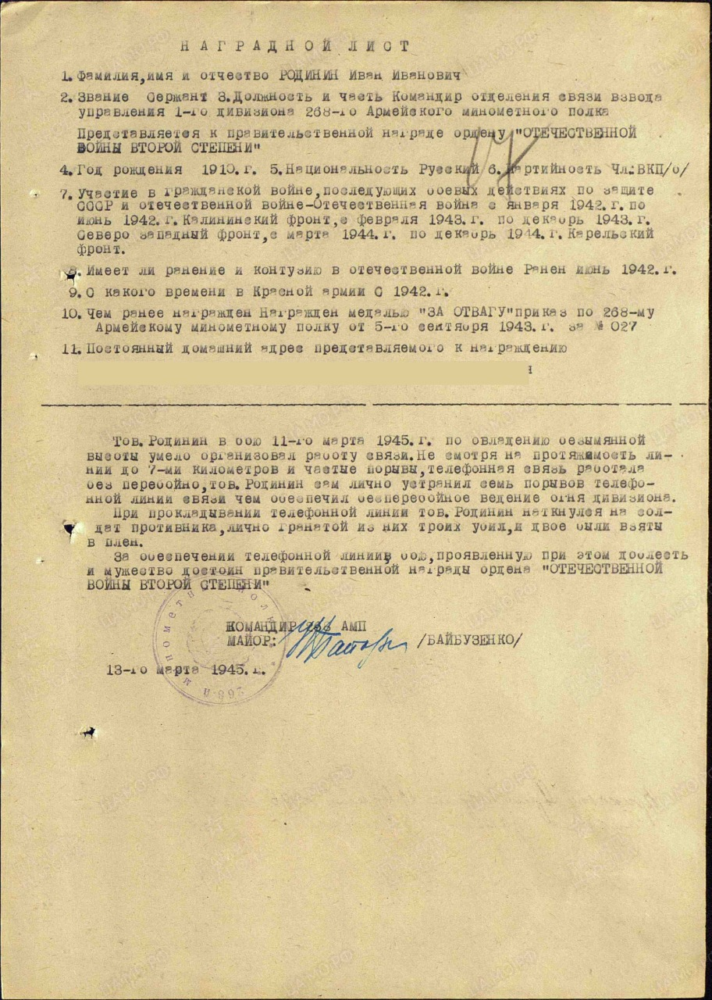 НАГРАДНОЙ ЛИСТ
1. Фамилия,имя и отчество РОДИНИН Иван Иванович
2. Звание Сержант 3.Должность и часть Командир отделения связи взвода
управления 1-го дивизиона 268-го Армейского минометного полка
Представляется к правительственной награде ордену "ОТЕЧЕСТВЕННОЙ
ВОЙНЫ ВТОРОЙ СТЕПЕНИ"
4. Год рождения 1910.г. 5.Национальность Русский 6.Партийность Чл.ВКП/б/
7. Участие в гражданской войне,последующих боевых действиях по защите
СССР и отечественной войне-Отечественная война с января 1942.г.по
июнь 1942.г. Калининский фронт,с февраля 1943.г. по декабрь 1943.г.
Северо западный фронт,с марта 1944.г. по декабрь 1944.г. Карельский
фронт.
8. Имеет ли ранение и контузию в отечественной войне Ранен июнь 1942.г.
9. С какого времени в Красной армии С 1942.г.
10. Чем ранее награжден Награжден медалью "ЗА ОТВАГУ"приказ по 268-му
Армейскому минометному полку от 5-го сентября 1943.г. за № 027
11. Постоянный домашний адрес представляемого к награждению
Тов.Родинин в бою 11-го марта 1945.г. по овладению безымянной
высоты умело организовал работу связи.Не смотря на протяжимость ли-
нии до 7-ми километров и частые порывы,телефонная связь работала
без перебойно,тов.Родинин сам лично устранил семь порывов телефо-
нной линии связи чем обеспечил бесперебойное ведение огня дивизиона.
При прокладывании телефонной линии тов.Родинин наткнулся на сол-
дат противника,лично гранатой из них троих убил,и двое были взяты
в плен.
За обеспечении телефонной линиив бою,проявленную при этом доблесть
и мужество достоин правительственной награды ордена "ОТЕЧЕСТВЕННОЙ
ВОЙНЫ ВТОРОЙ СТЕПЕНИ"
КОМАНДИР 268 АМП
МАЙОР: /БАЙБУЗЕНКО/
13-го марта 1945.г.